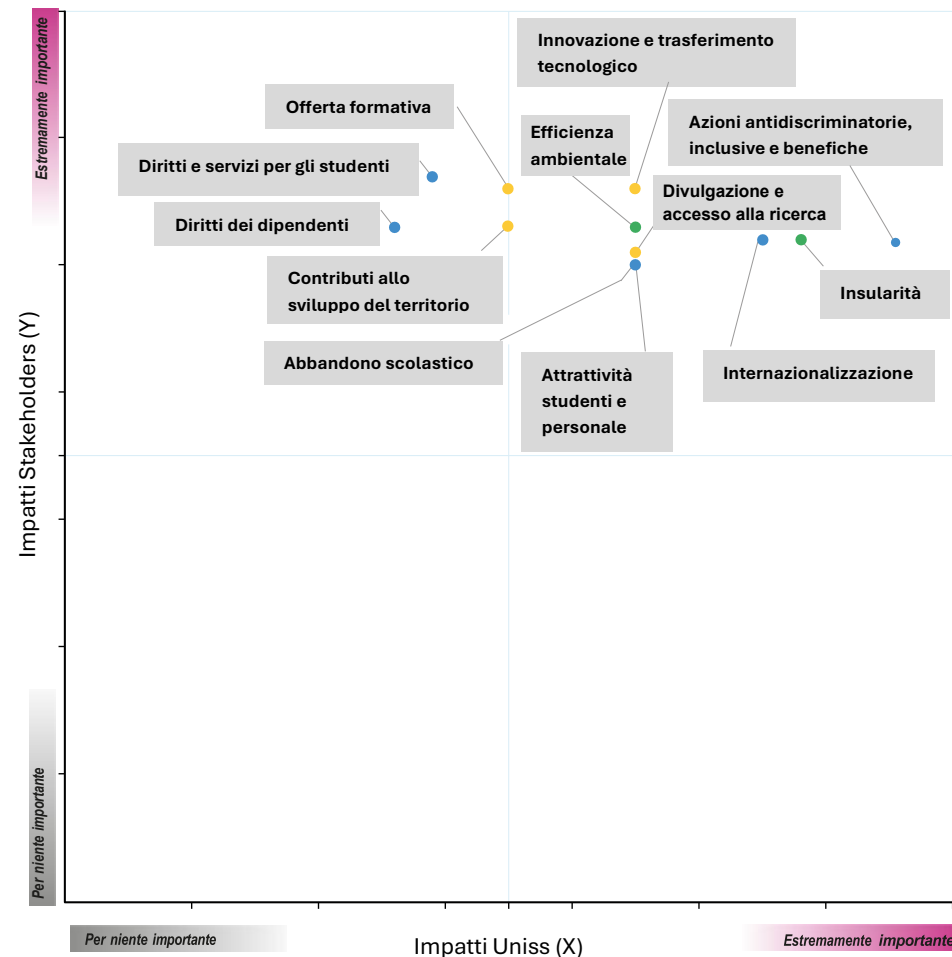 Estremamente importante
Innovazione e trasferimento
tecnologico
Offerta formativa
Efficienza
ambientale
Azioni antidiscriminatorie,
inclusive e benefiche
Diritti e servizi per gli studenti
Divulgazione e
accesso alla ricerca
Diritti dei dipendenti
Contributi allo
sviluppo del territorio
Insularità
Abbandono scolastico
Attrattività
studenti e
personale
Internazionalizzazione
Impatti Stakeholders (Y)
Per niente importante
Per niente importante
Impatti Uniss (X)
Estremamente importante